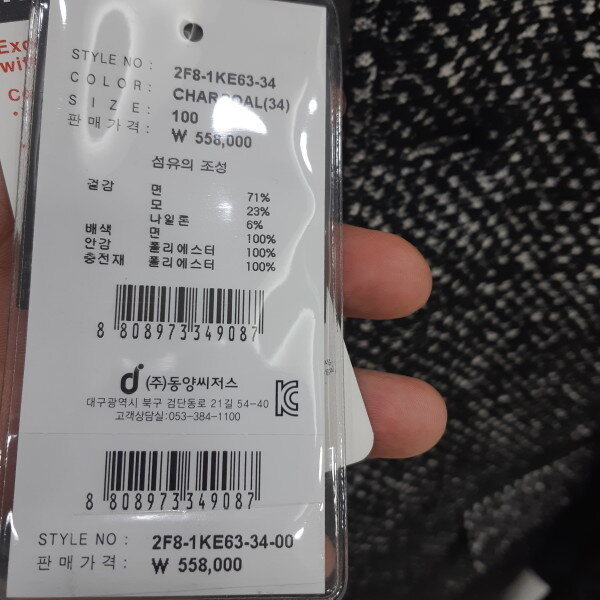 Exc
with
C
STYLE NO : 2F8-1KE63-34
COLOR : CHARCOAL(34)
SIZE : 100
판매가격 : ₩ 558,000
섬유의 조성
겉감 면 71%
모 23%
나일론 6%
배색 면 100%
안감 폴리에스터 100%
충전재 폴리에스터 100%
8 808973 349087
(주)동양씨저스
대구광역시 북구 검단동로 21길 54-40
고객상담실:053-384-1100
8 808973 349087
STYLE NO : 2F8-1KE63-34-00
판매가격 : ₩ 558,000